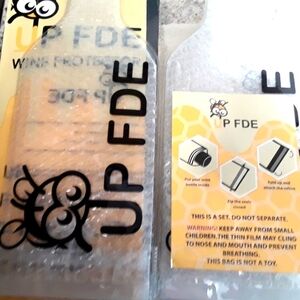 UP FDE
WINE PROTECTOR
UP FDE
UP FDE
Put your wine
bottle inside
Zip the seals
closed
Fold up and
attach the velcro
THIS IS A SET. DO NOT SEPARATE.
WARNING! KEEP AWAY FROM SMALL
CHILDREN. THE THIN FILM MAY CLING
TO NOSE AND MOUTH AND PREVENT
BREATHING.
THIS BAG IS NOT A TOY.